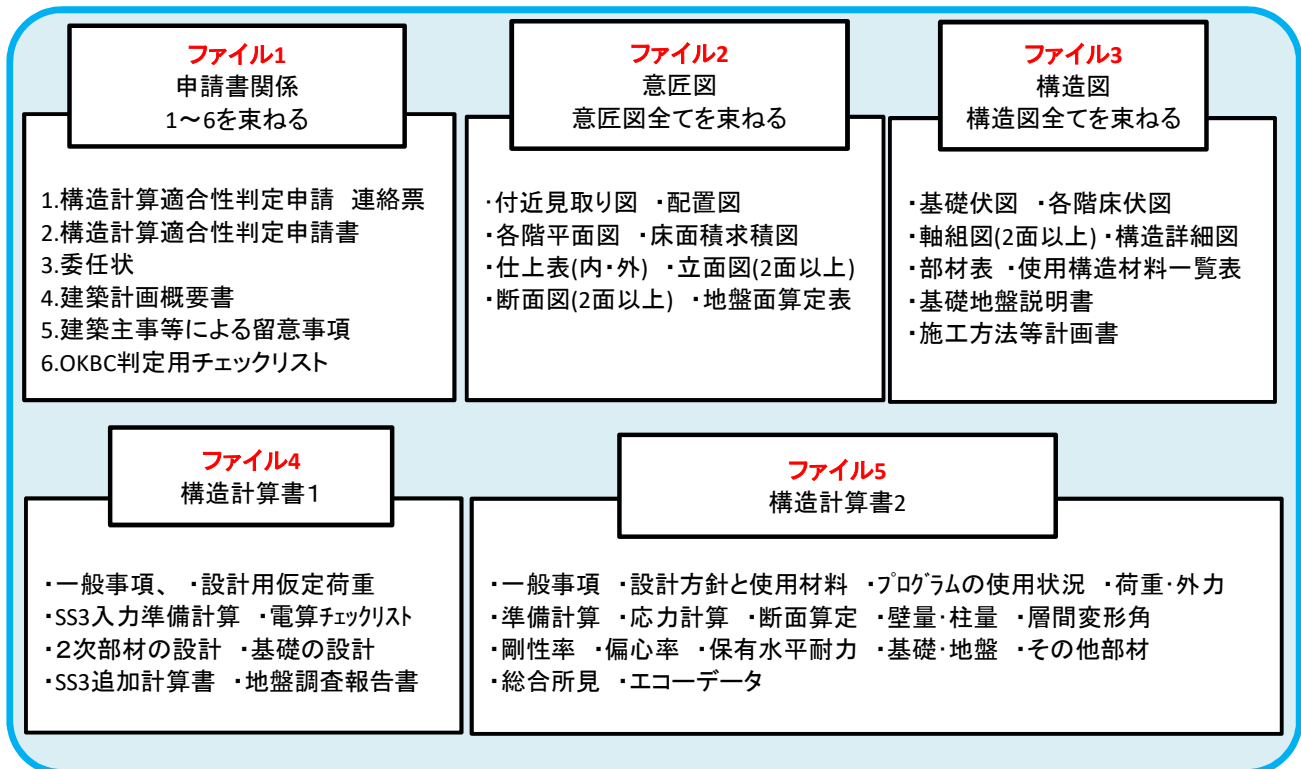 ファイル1
申請書関係
1～6を束ねる
1.構造計算適合性判定申請　連絡票
2.構造計算適合性判定申請書
3.委任状
4.建築計画概要書
5.建築主事等による留意事項
6.OKBC判定用チェックリスト
ファイル2
意匠図
意匠図全てを束ねる
・付近見取り図　・配置図
・各階平面図　・床面積求積図
・仕上表(内・外)　・立面図(2面以上)
・断面図(2面以上)　・地盤面算定表
ファイル3
構造図
構造図全てを束ねる
・基礎伏図　・各階床伏図
・軸組図(2面以上)・構造詳細図
・部材表　・使用構造材料一覧表
・基礎地盤説明書
・施工方法等計画書
ファイル4
構造計算書１
・一般事項、　・設計用仮定荷重
・SS3入力準備計算　・電算ﾁｪｯｸﾘｽﾄ
・２次部材の設計　・基礎の設計
・SS3追加計算書　・地盤調査報告書
ファイル5
構造計算書2
・一般事項　・設計方針と使用材料　・ﾌﾟﾛｸﾞﾗﾑの使用状況　・荷重・外力
・準備計算　・応力計算　・断面算定　・壁量・柱量　・層間変形角
・剛性率　・偏心率　・保有水平耐力　・基礎・地盤　・その他部材
・総合所見　・エコーデータ